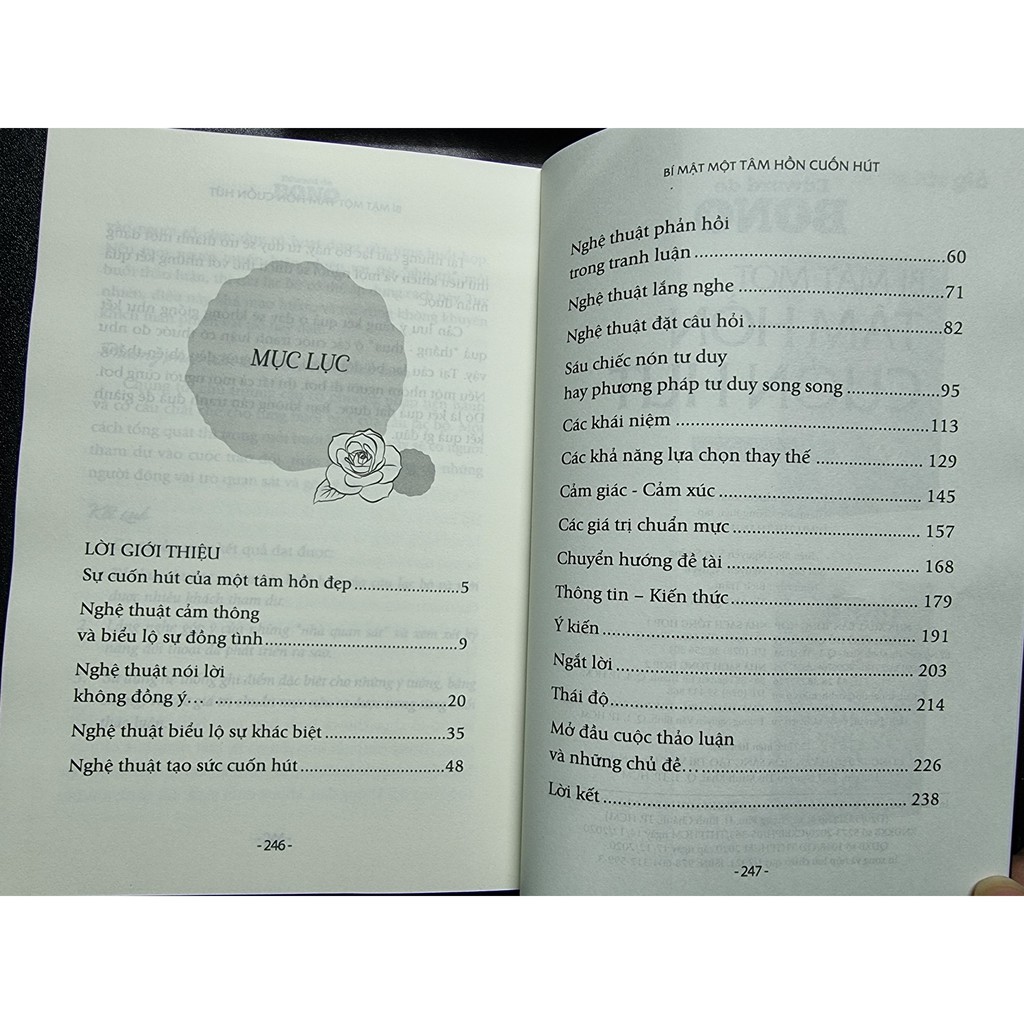 MỤC LỤC
LỜI GIỚI THIỆU
Sự cuốn hút của một tâm hồn đẹp....................5
Nghệ thuật cảm thông
và biểu lộ sự đồng tình....................................9
Nghệ thuật nói lời
không đồng ý... ..........................................20
Nghệ thuật biểu lộ sự khác biệt......................35
Nghệ thuật tạo sức cuốn hút..........................48
- 246 -
BÍ MẬT MỘT TÂM HỒN CUỐN HÚT
Nghệ thuật phản hồi
trong tranh luận............................................60
Nghệ thuật lắng nghe....................................71
Nghệ thuật đặt câu hỏi..................................82
Sáu chiếc nón tư duy
hay phương pháp tư duy song song................95
Các khái niệm .............................................113
Các khả năng lựa chọn thay thế ................... 129
Cảm giác - Cảm xúc .................................... 145
Các giá trị chuẩn mực.................................. 157
Chuyển hướng đề tài ................................... 168
Thông tin – Kiến thức.................................. 179
Ý kiến......................................................... 191
Ngắt lời ...................................................... 203
Thái độ....................................................... 214
Mở đầu cuộc thảo luận
và những chủ đề........................................ 226
Lời kết ....................................................... 238
- 247 -